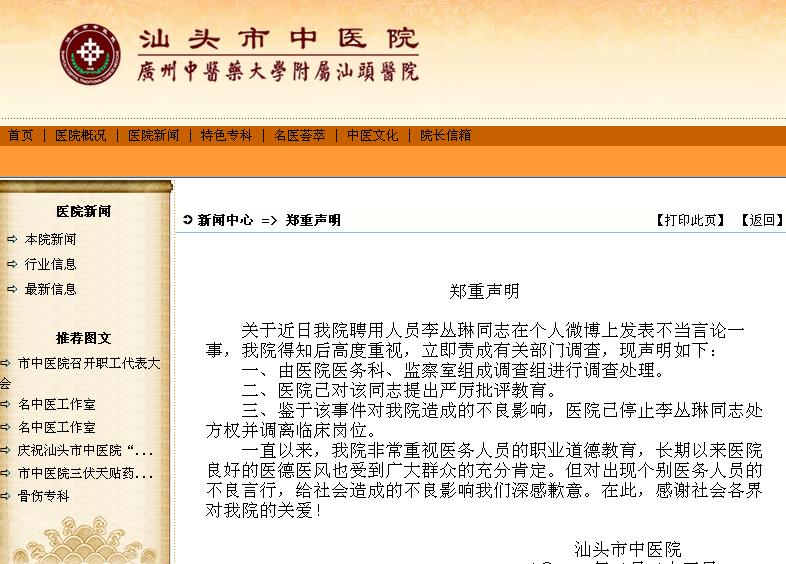 汕头市中医院
廣州中醫藥大學附屬汕頭醫院
首页 | 医院概况 | 医院新闻 | 特色专科 | 名医荟萃 | 中医文化 | 院长信箱
医院新闻
本院新闻
行业信息
最新信息
推荐图文
市中医院召开职工代表大
会
名中医工作室
名中医工作室
庆祝汕头市中医院“...
市中医院三伏天贴药...
骨伤专科
新闻中心 => 郑重声明 【打印此页】 【返回】
郑重声明
关于近日我院聘用人员李丛琳同志在个人微博上发表不当言论一
事，我院得知后高度重视，立即责成有关部门调查，现声明如下：
一、由医院医务科、监察室组成调查组进行调查处理。
二、医院已对该同志提出严厉批评教育。
三、鉴于该事件对我院造成的不良影响，医院已停止李丛琳同志处
方权并调离临床岗位。
一直以来，我院非常重视医务人员的职业道德教育，长期以来医院
良好的医德医风也受到广大群众的充分肯定。但对出现个别医务人员的
不良言行，给社会造成的不良影响我们深感歉意。在此，感谢社会各界
对我院的关爱！
汕头市中医院